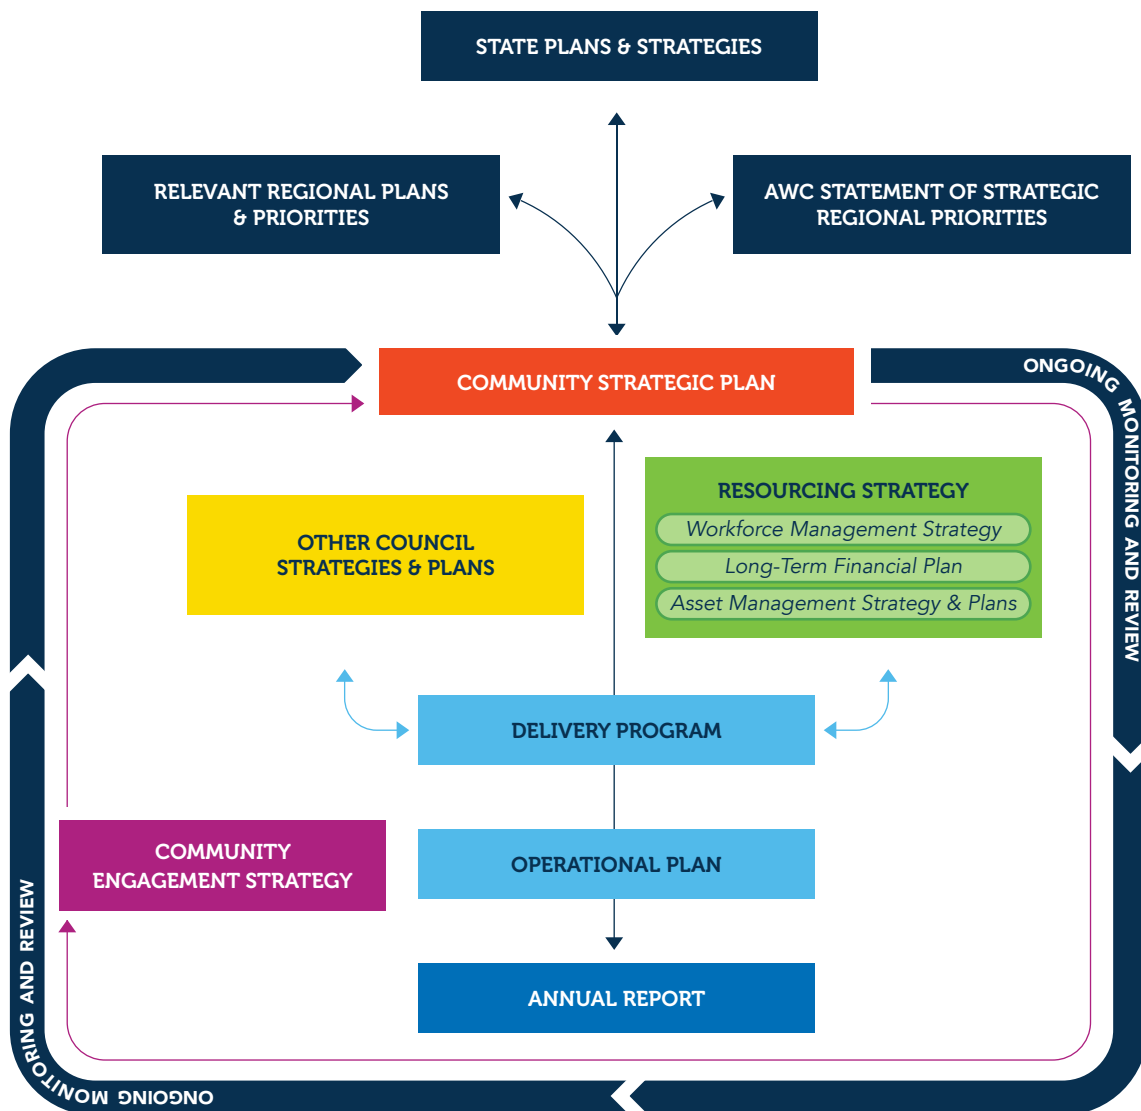 STATE PLANS & STRATEGIES
RELEVANT REGIONAL PLANS
& PRIORITIES
AWC STATEMENT OF STRATEGIC
REGIONAL PRIORITIES
COMMUNITY STRATEGIC PLAN
ONGOING MONITORING AND REVIEW
RESOURCING STRATEGY
Workforce Management Strategy
Long-Term Financial Plan
Asset Management Strategy & Plans
OTHER COUNCIL
STRATEGIES & PLANS
DELIVERY PROGRAM
COMMUNITY
ENGAGEMENT STRATEGY
OPERATIONAL PLAN
ANNUAL REPORT
ONGOING MONITORING AND REVIEW